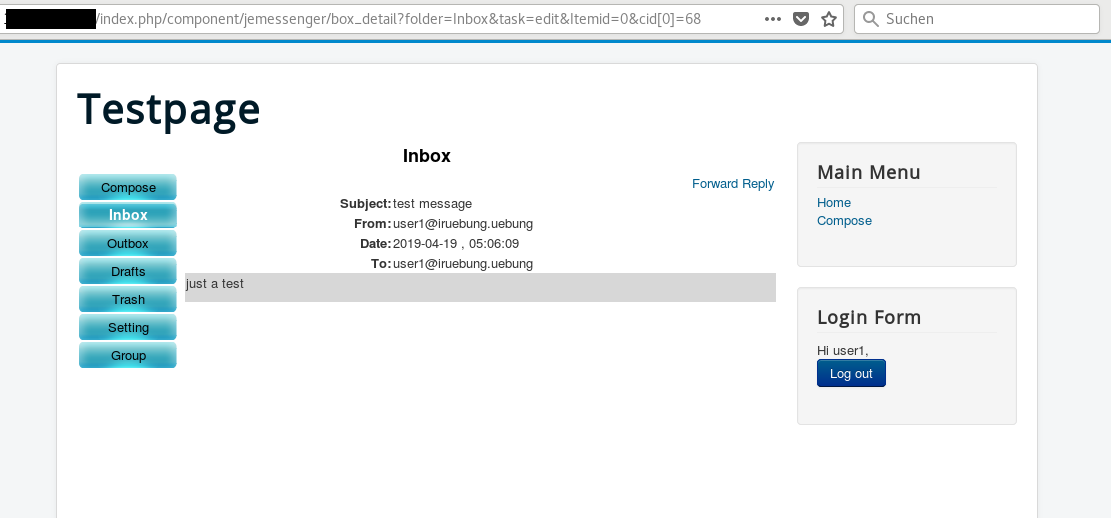 /index.php/component/jemessenger/box_detail?folder=Inbox&task=edit&Itemid=0&cid[0]=68
Suchen
Testpage
Inbox
Compose
Inbox
Outbox
Drafts
Trash
Setting
Group
Forward Reply
Subject: test message
From: user1@iruebung.uebung
Date: 2019-04-19 , 05:06:09
To: user1@iruebung.uebung
just a test
Main Menu
Home
Compose
Login Form
Hi user1,
Log out